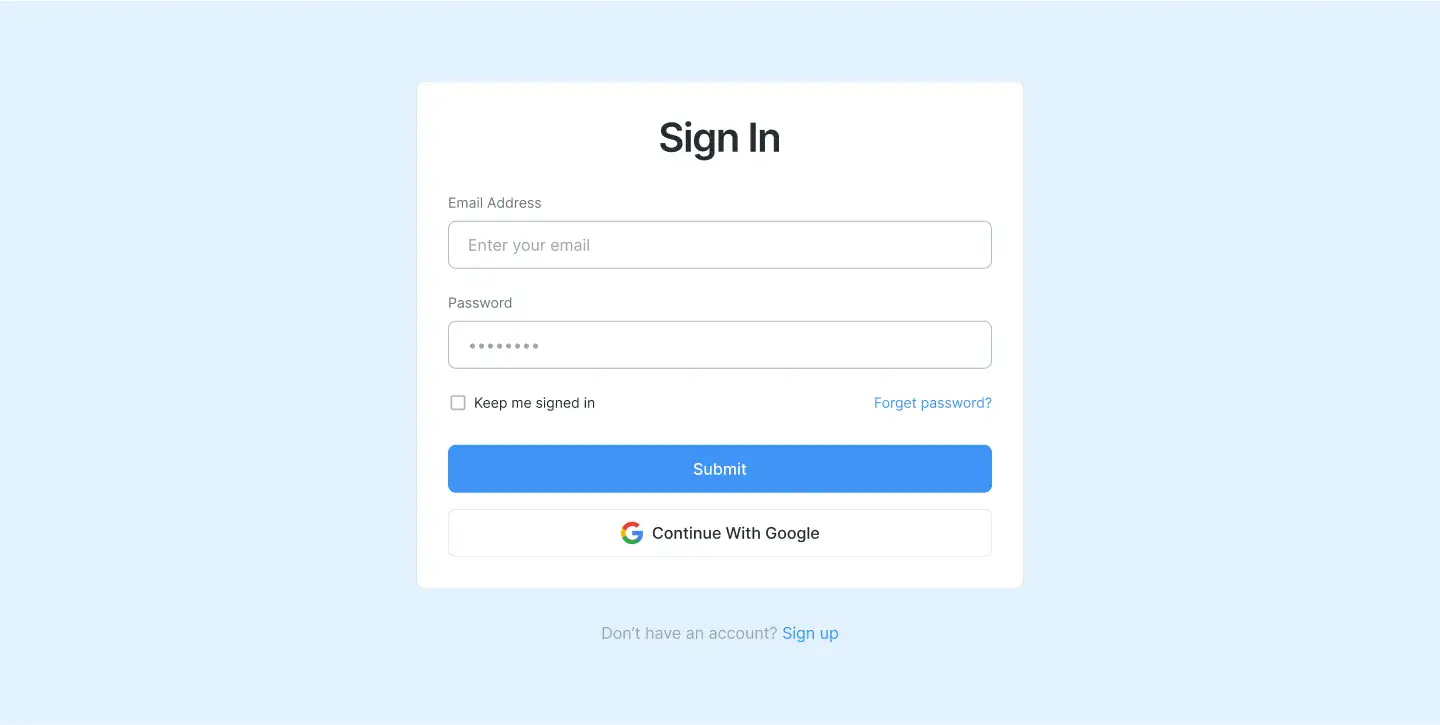 Sign In
Email Address
Enter your email
Password
••••••••
Keep me signed in
Forget password?
Submit
Continue With Google
Don’t have an account? Sign up